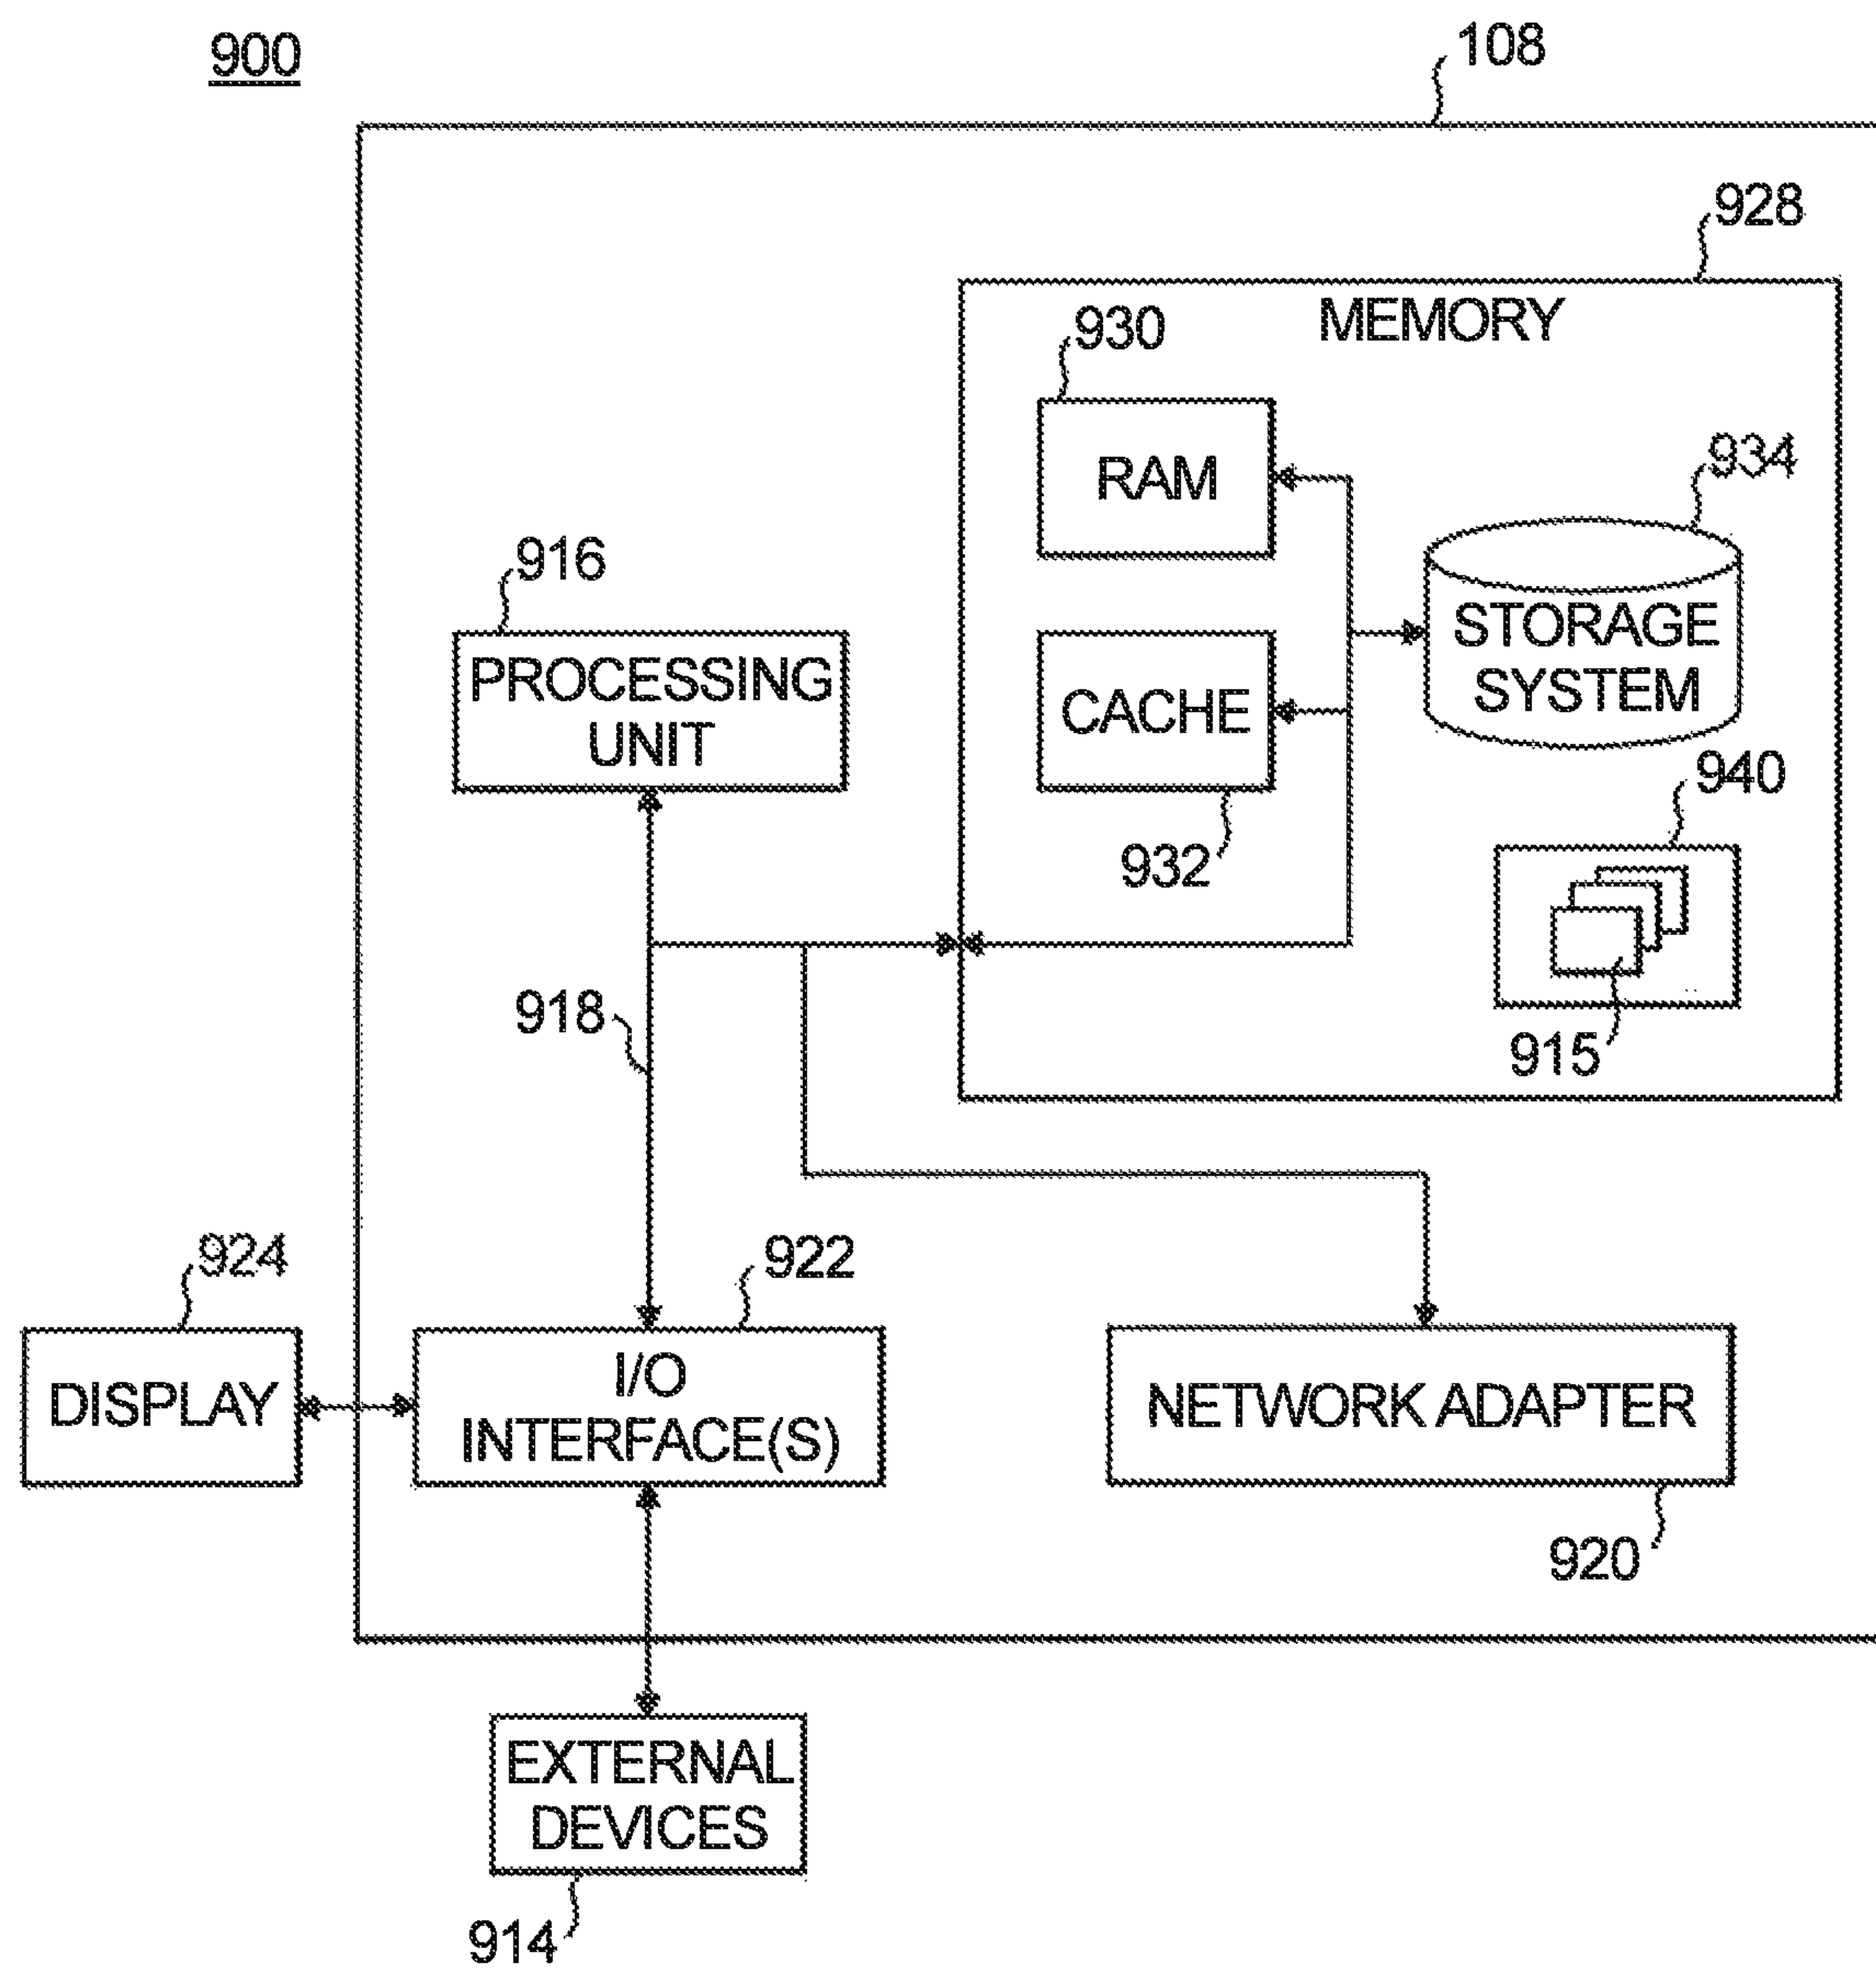 900
108
928
MEMORY
930
RAM
934
STORAGE
SYSTEM
916
PROCESSING
UNIT
CACHE
932
940
915
918
924
DISPLAY
922
I/O
INTERFACE(S)
NETWORK ADAPTER
920
EXTERNAL
DEVICES
914